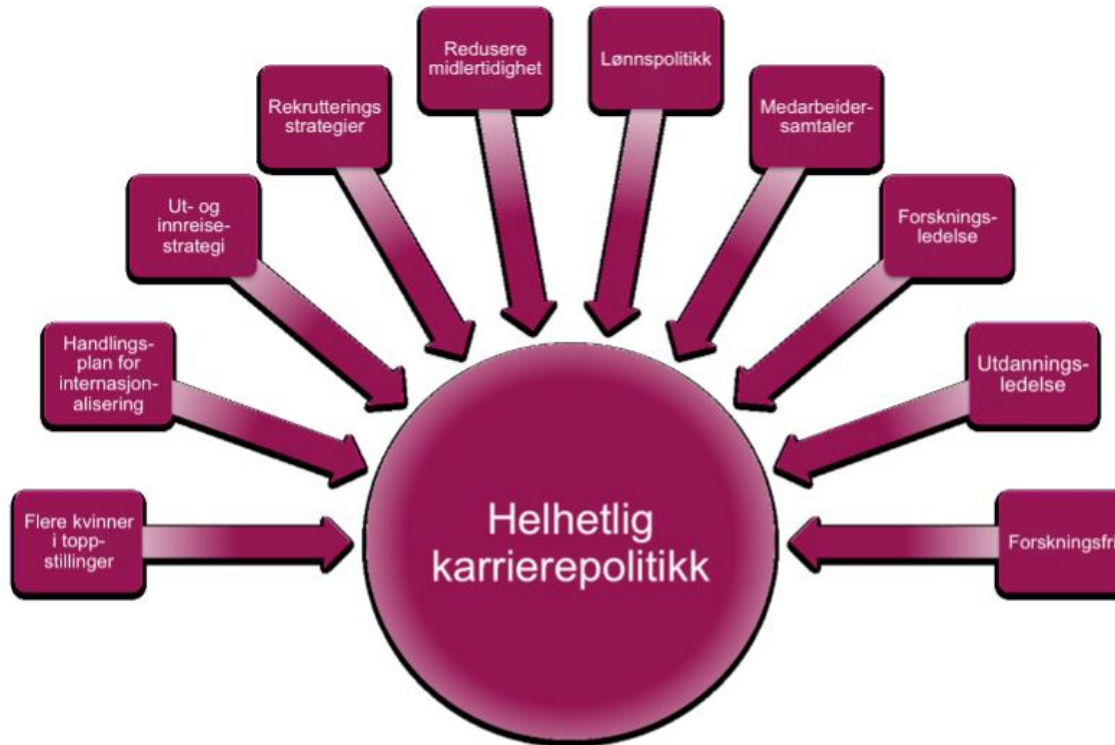 Flere kvinner
i topp-
stillinger
Handlings-
plan for
internasjon-
alisering
Ut- og
innreise-
strategi
Rekrutterings
strategier
Redusere
midlertidighet
Lønnspolitikk
Medarbeider-
samtaler
Forsknings-
ledelse
Utdannings-
ledelse
Forskningsfri
Helhetlig
karrierepolitikk